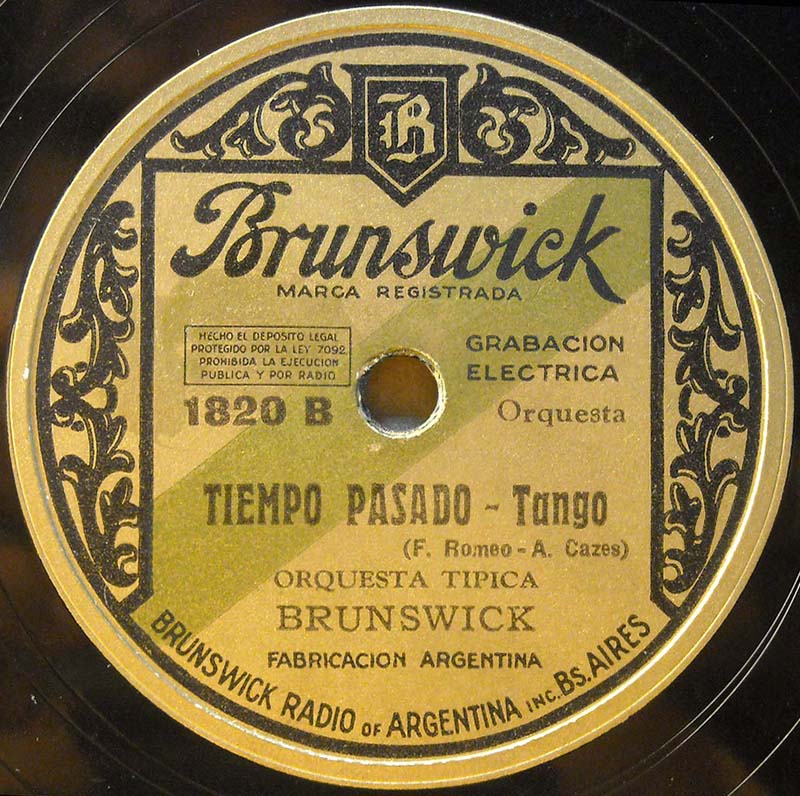 B
Brunswick
MARCA REGISTRADA
HECHO EL DEPOSITO LEGAL
PROTEGIDO POR LA LEY 7092
PROHIBIDA LA EJECUCION
PUBLICA Y POR RADIO
GRABACION
ELECTRICA
1820 B
Orquesta
TIEMPO PASADO - Tango
(F. Romeo - A. Cazes)
ORQUESTA TIPICA
BRUNSWICK
FABRICACION ARGENTINA
BRUNSWICK RADIO OF ARGENTINA INC. Bs. AIRES